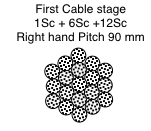 First Cable stage
1Sc + 6Sc +12Sc
Right hand Pitch 90 mm